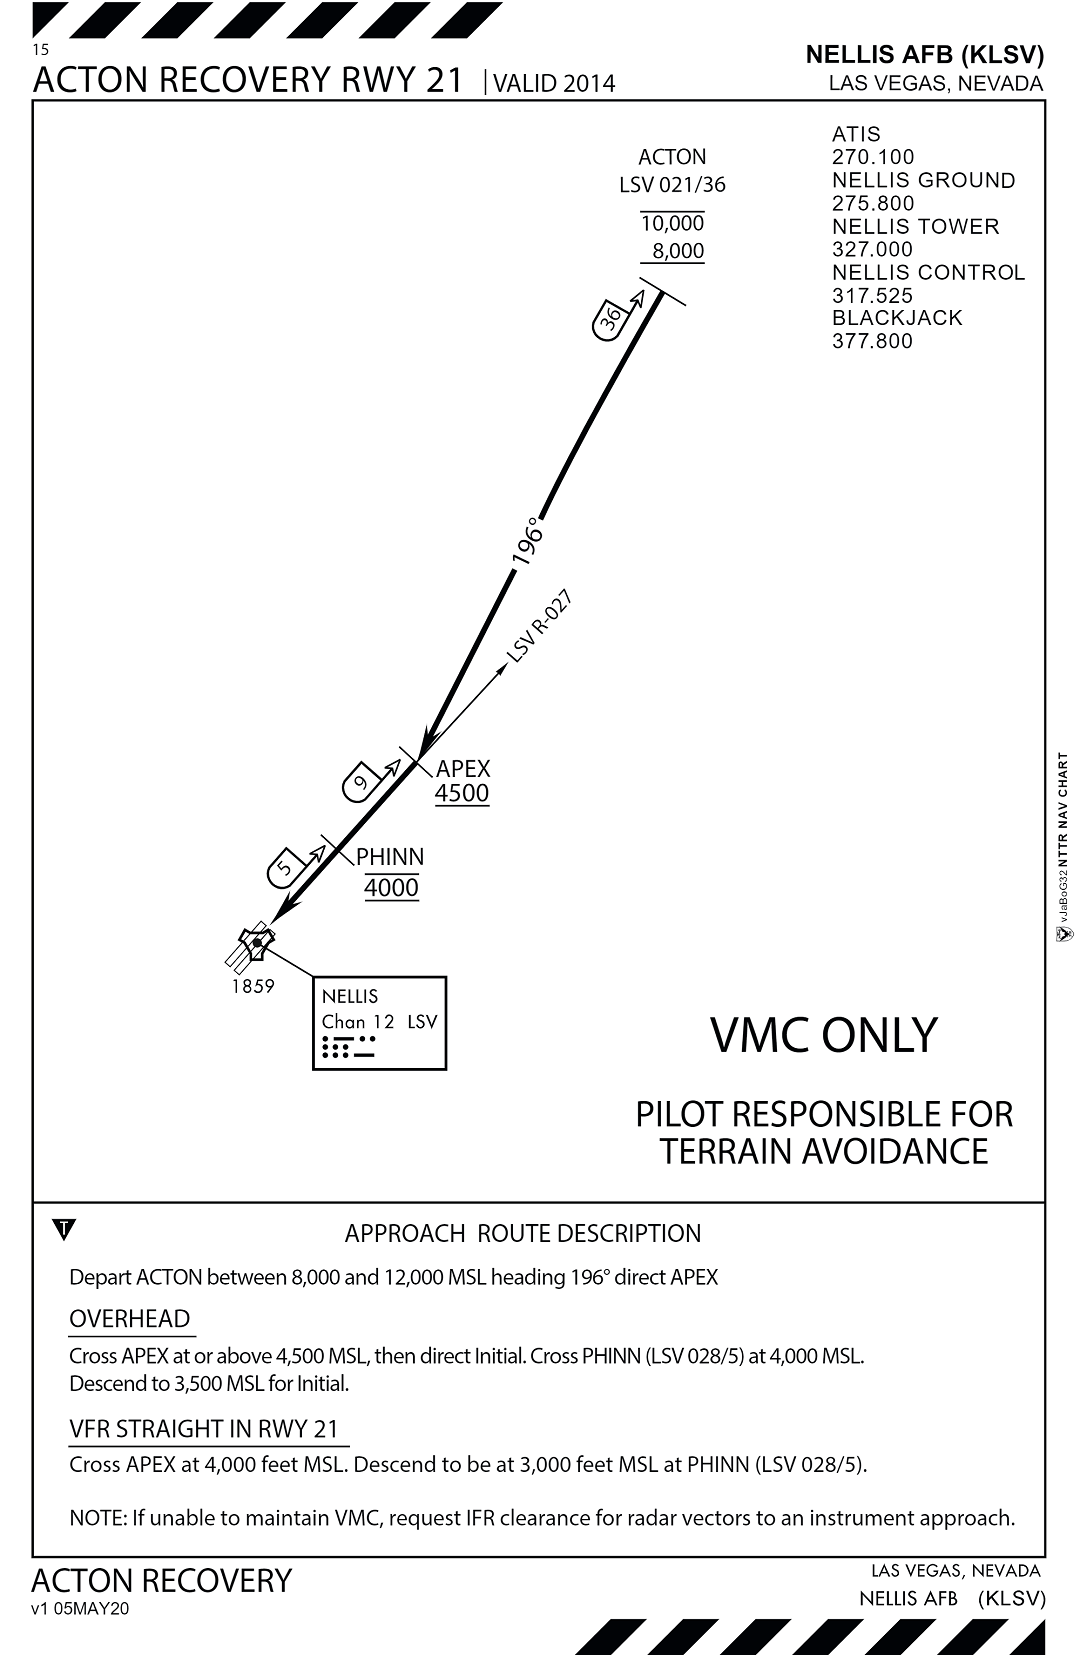 15
ACTON RECOVERY RWY 21 | VALID 2014
NELLIS AFB (KLSV)
LAS VEGAS, NEVADA
ATIS
270.100
NELLIS GROUND
275.800
NELLIS TOWER
327.000
NELLIS CONTROL
317.525
BLACKJACK
377.800
ACTON
LSV 021/36
10,000
8,000
36
196°
LSV R-027
9
APEX
4500
5
PHINN
4000
1859
NELLIS
Chan 12 LSV
VMC ONLY
PILOT RESPONSIBLE FOR
TERRAIN AVOIDANCE
vJaBoG32 NTTR NAV CHART
T
APPROACH ROUTE DESCRIPTION
Depart ACTON between 8,000 and 12,000 MSL heading 196° direct APEX
OVERHEAD
Cross APEX at or above 4,500 MSL, then direct Initial. Cross PHINN (LSV 028/5) at 4,000 MSL.
Descend to 3,500 MSL for Initial.
VFR STRAIGHT IN RWY 21
Cross APEX at 4,000 feet MSL. Descend to be at 3,000 feet MSL at PHINN (LSV 028/5).
NOTE: If unable to maintain VMC, request IFR clearance for radar vectors to an instrument approach.
ACTON RECOVERY
v1 05MAY20
LAS VEGAS, NEVADA
NELLIS AFB (KLSV)